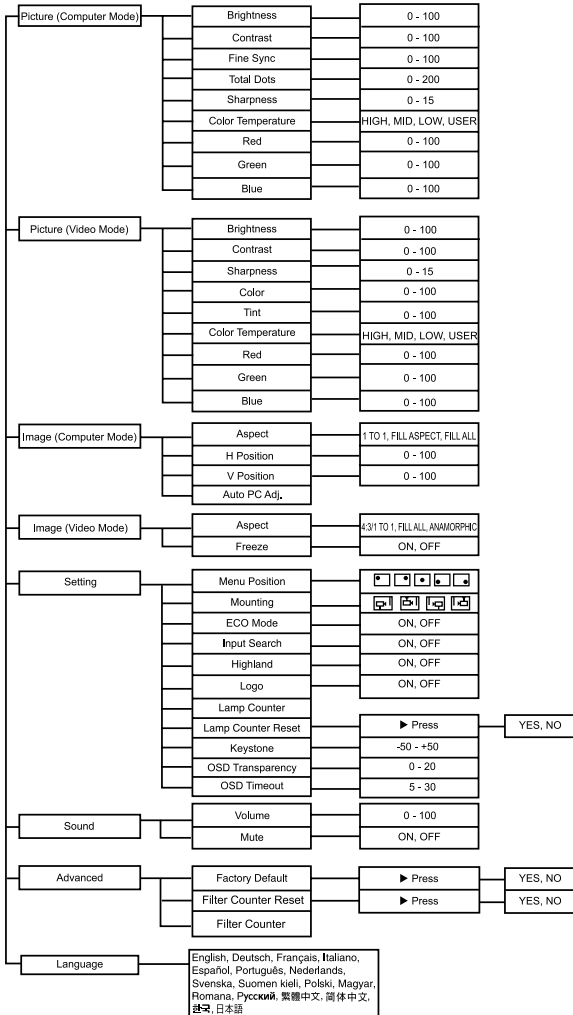 Picture (Computer Mode)
Brightness 0 - 100
Contrast 0 - 100
Fine Sync 0 - 100
Total Dots 0 - 200
Sharpness 0 - 15
Color Temperature HIGH, MID, LOW, USER
Red 0 - 100
Green 0 - 100
Blue 0 - 100
Picture (Video Mode)
Brightness 0 - 100
Contrast 0 - 100
Sharpness 0 - 15
Color 0 - 100
Tint 0 - 100
Color Temperature HIGH, MID, LOW, USER
Red 0 - 100
Green 0 - 100
Blue 0 - 100
Image (Computer Mode)
Aspect 1 TO 1, FILL ASPECT, FILL ALL
H Position 0 - 100
V Position 0 - 100
Auto PC Adj.
Image (Video Mode)
Aspect 4:3/1 TO 1, FILL ALL, ANAMORPHIC
Freeze ON, OFF
Setting
Menu Position
Mounting
ECO Mode ON, OFF
Input Search ON, OFF
Highland ON, OFF
Logo ON, OFF
Lamp Counter
Lamp Counter Reset ▶ Press YES, NO
Keystone -50 - +50
OSD Transparency 0 - 20
OSD Timeout 5 - 30
Sound
Volume 0 - 100
Mute ON, OFF
Advanced
Factory Default ▶ Press YES, NO
Filter Counter Reset ▶ Press YES, NO
Filter Counter
Language
English, Deutsch, Français, Italiano,
Español, Português, Nederlands,
Svenska, Suomen kieli, Polski, Magyar,
Romana, Русский, 繁體中文, 简体中文,
한국, 日本語